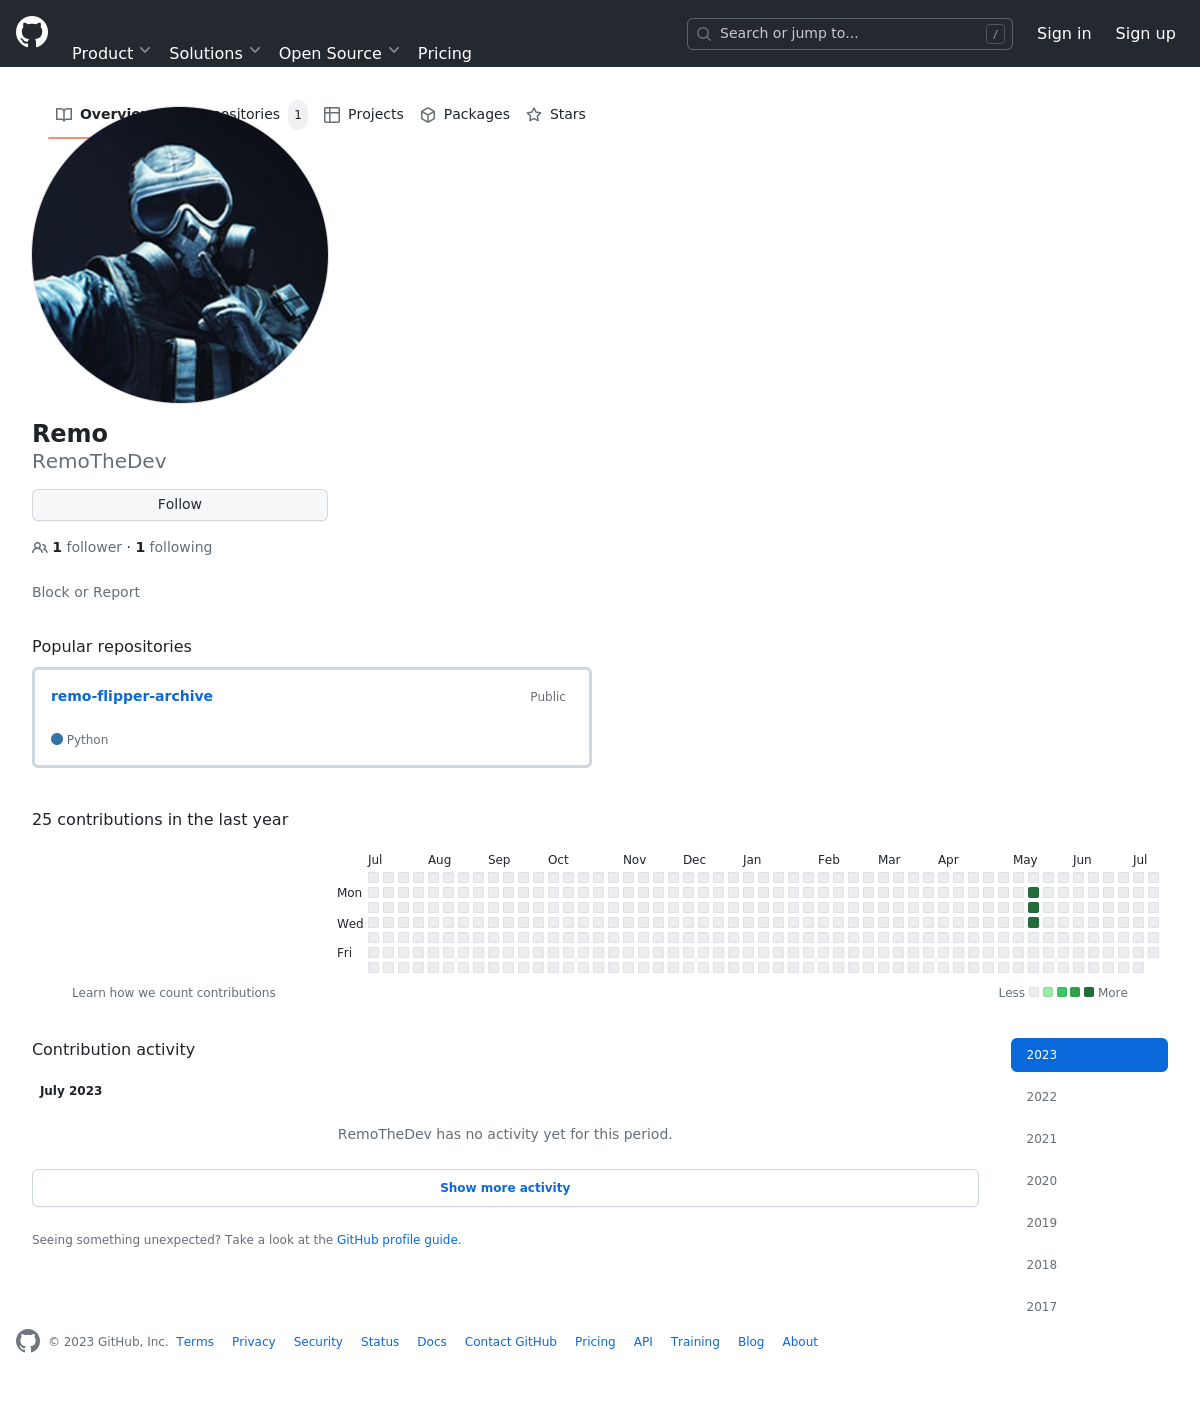 Product Solutions Open Source Pricing
Search or jump to... / Sign in Sign up
Overview 1 Projects Packages Stars
Remo
RemoTheDev
Follow
1 follower · 1 following
Block or Report
Popular repositories
remo-flipper-archive Public
Python
25 contributions in the last year
Jul Aug Sep Oct Nov Dec Jan Feb Mar Apr May Jun Jul
Mon
Wed
Fri
Learn how we count contributions Less More
Contribution activity
2023
July 2023
2022
RemoTheDev has no activity yet for this period.
2021
Show more activity
2020
2019
Seeing something unexpected? Take a look at the GitHub profile guide.
2018
2017
© 2023 GitHub, Inc. Terms Privacy Security Status Docs Contact GitHub Pricing API Training Blog About